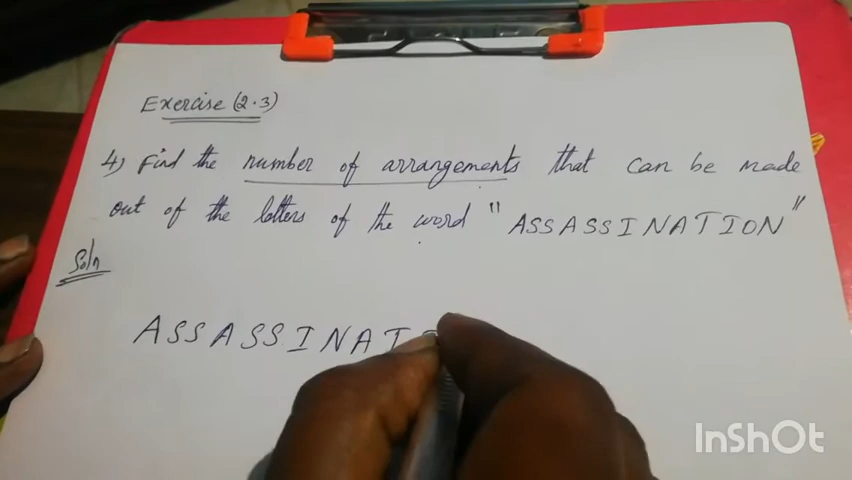 Exercise (2.3)
4) Find the number of arrangements that can be made
out of the letters of the word "ASSASSINATION"
Soln
ASSASSINAT
InShOt